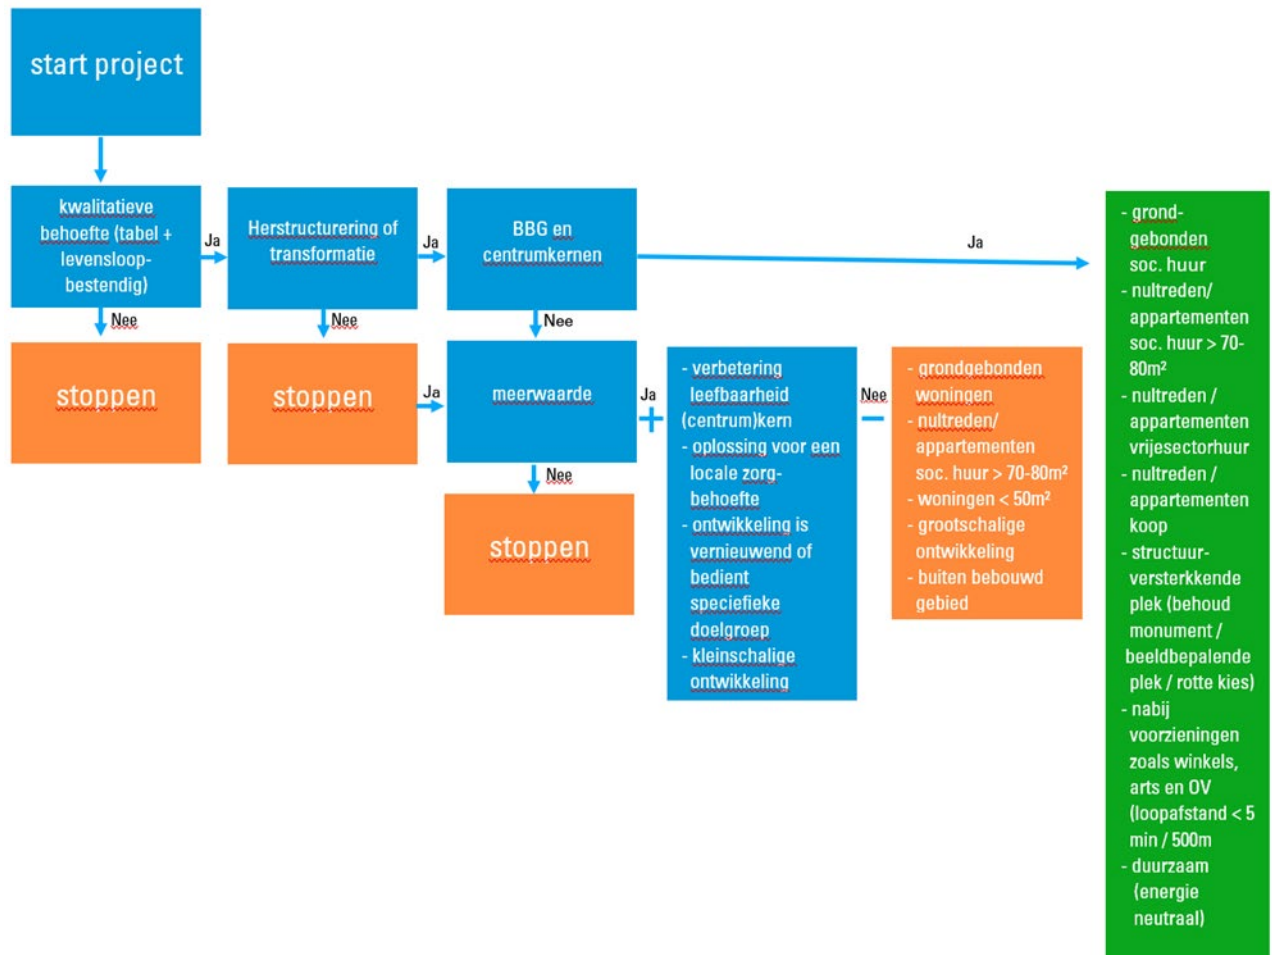 start project
kwalitatieve
behoefte (tabel +
levensloop-
bestendig)
Ja
Herstructurering of
transformatie
Ja
BBG en
centrumkernen
Ja
Nee
Nee
Nee
stoppen
stoppen
Ja
meerwaarde
Ja
Nee
stoppen
- verbetering
leefbaarheid
(centrum)kern
- oplossing voor een
locale zorg-
behoefte
- ontwikkeling is
vernieuwend of
bedient
speciefieke
doelgroep
- kleinschalige
ontwikkeling
Nee
- grondgebonden
woningen
- nultreden/
appartementen
soc. huur > 70-80m²
- woningen < 50m²
- grootschalige
ontwikkeling
- buiten bebouwd
gebied
- grond-
gebonden
soc. huur
- nultreden/
appartementen
soc. huur > 70-
80m²
- nultreden /
appartementen
vrijesectorhuur
- nultreden /
appartementen
koop
- structuur-
versterkkende
plek (behoud
monument /
beeldbepalende
plek / rotte kies)
- nabij
voorzieningen
zoals winkels,
arts en OV
(loopafstand < 5
min / 500m
- duurzaam
(energie
neutraal)